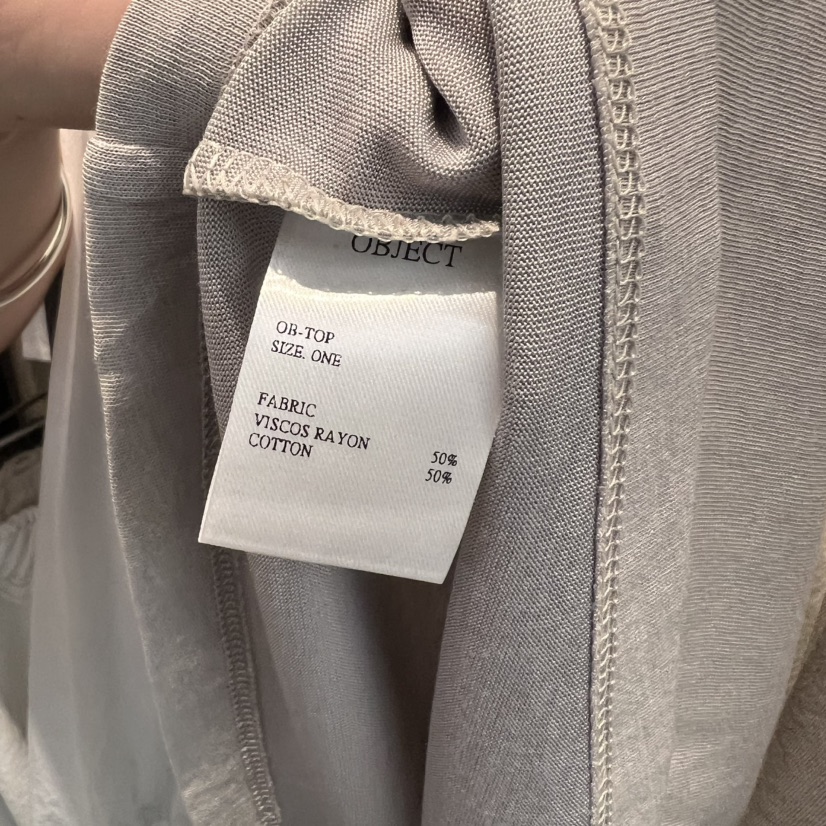 OBJECT
OB-TOP
SIZE. ONE
FABRIC
VISCOS RAYON 50%
COTTON 50%